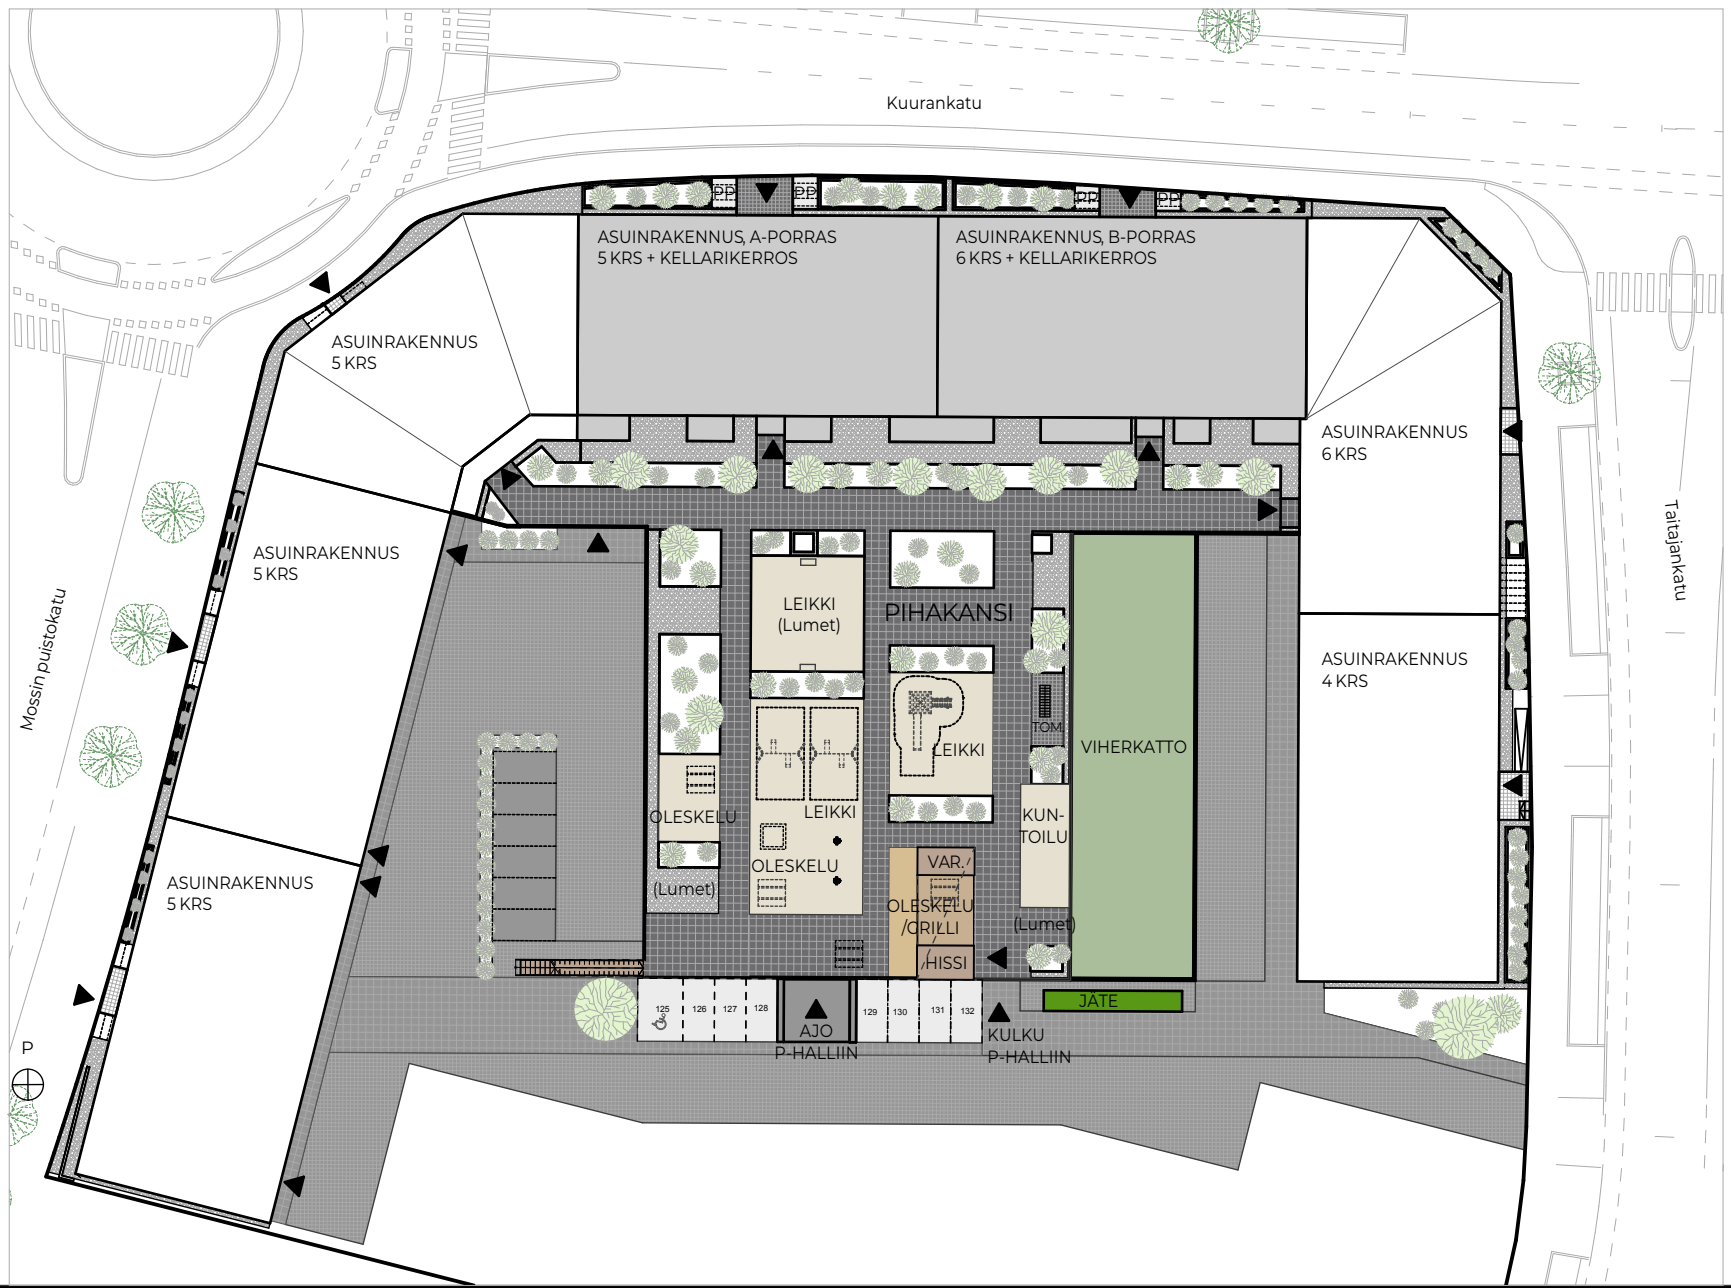 Kuurankatu
PP
PP
PP
PP
ASUINRAKENNUS, A-PORRAS
5 KRS + KELLARIKERROS
ASUINRAKENNUS, B-PORRAS
6 KRS + KELLARIKERROS
ASUINRAKENNUS
5 KRS
ASUINRAKENNUS
6 KRS
ASUINRAKENNUS
5 KRS
Taitajankatu
LEIKKI
(Lumet)
PIHAKANSI
Mossinpuistokatu
ASUINRAKENNUS
4 KRS
TOM.
VIHERKATTO
LEIKKI
OLESKELU
LEIKKI
KUN-
TOILU
OLESKELU
VAR.
ASUINRAKENNUS
5 KRS
(Lumet)
OLESKELU
/GRILLI
(Lumet)
HISSI
JÄTE
125
126
127
128
129
130
131
132
AJO
P-HALLIIN
KULKU
P-HALLIIN
P